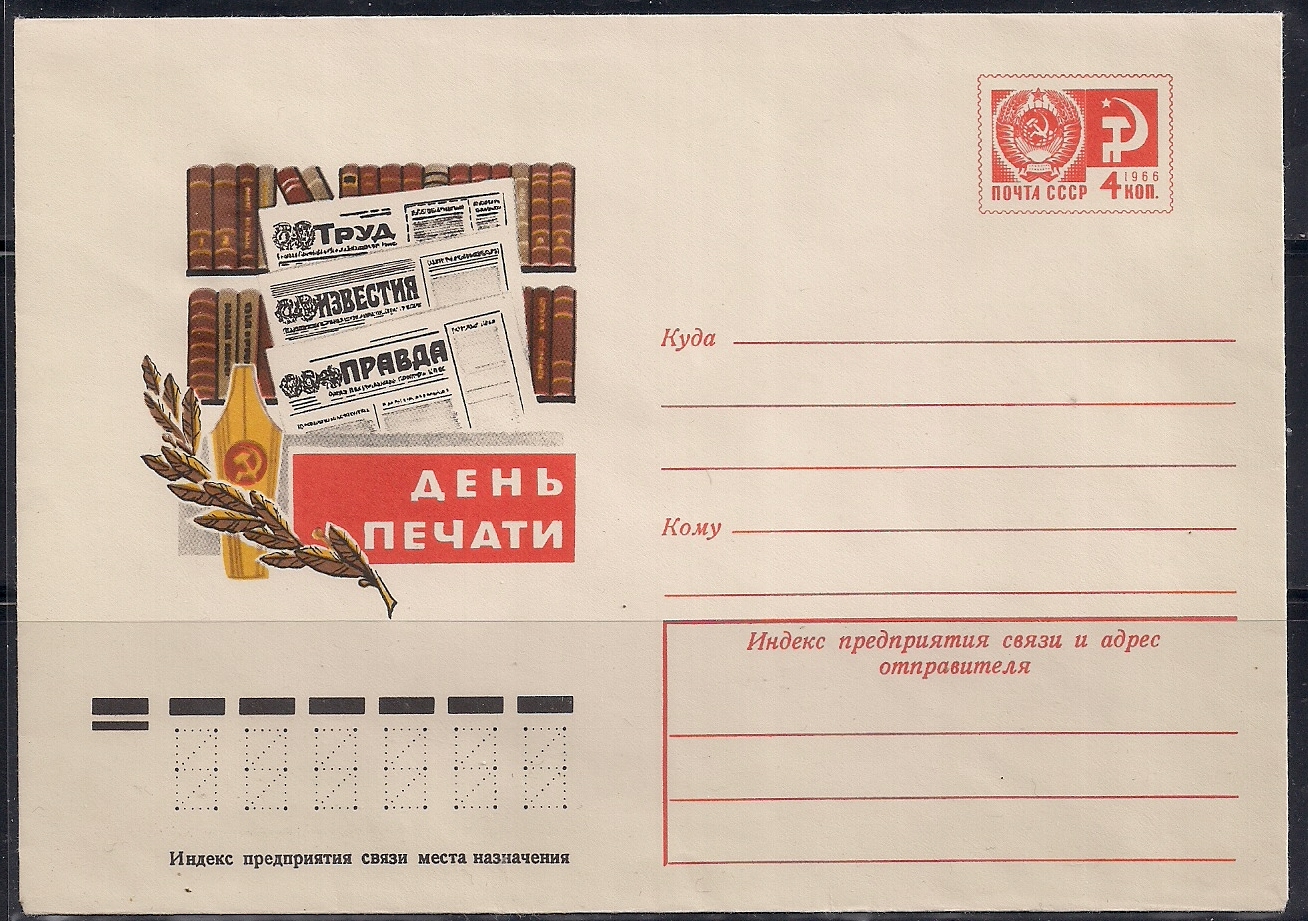 ПОЧТА СССР 4 1966 КОП.
ТРУД
ИЗВЕСТИЯ
ПРАВДА
ДЕНЬ
ПЕЧАТИ
Куда
Кому
Индекс предприятия связи и адрес
отправителя
Индекс предприятия связи места назначения